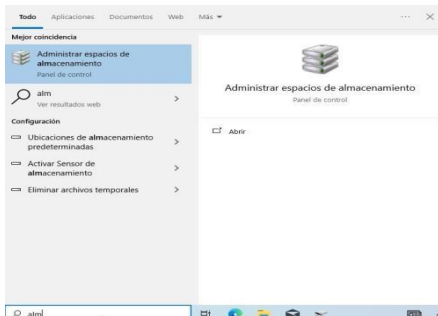 Todo Aplicaciones Documentos Web Más
Mejor coincidencia
Administrar espacios de
almacenamiento
Panel de control
alm
Ver resultados web
Configuración
Ubicaciones de almacenamiento
predeterminadas
Activar Sensor de
almacenamiento
Eliminar archivos temporales
Administrar espacios de almacenamiento
Panel de control
Abrir
alm